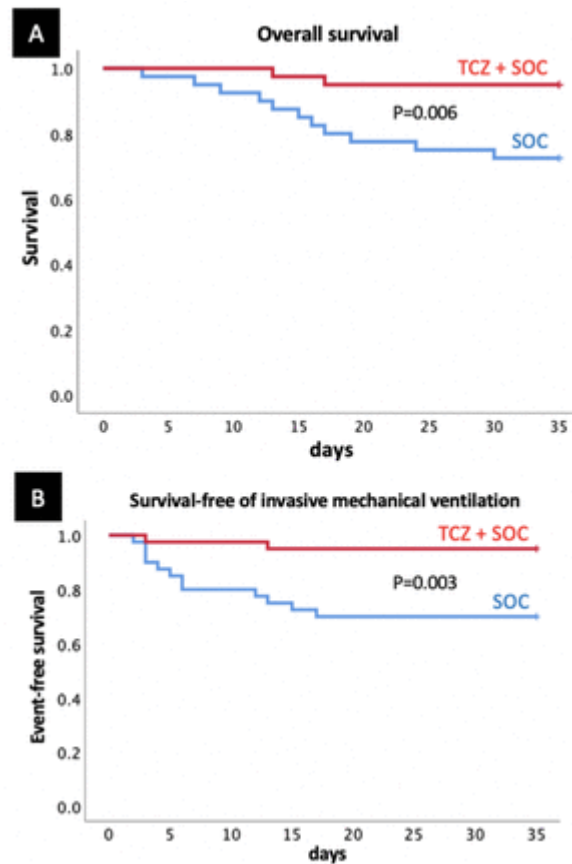 A
Overall survival
1.0
TCZ + SOC
P=0.006
SOC
0.8
0.6
0.4
0.2
0.0
Survival
0 5 10 15 20 25 30 35
days
B
Survival-free of invasive mechanical ventilation
1.0
TCZ + SOC
P=0.003
SOC
0.8
0.6
0.4
0.2
0.0
Event-free survival
0 5 10 15 20 25 30 35
days